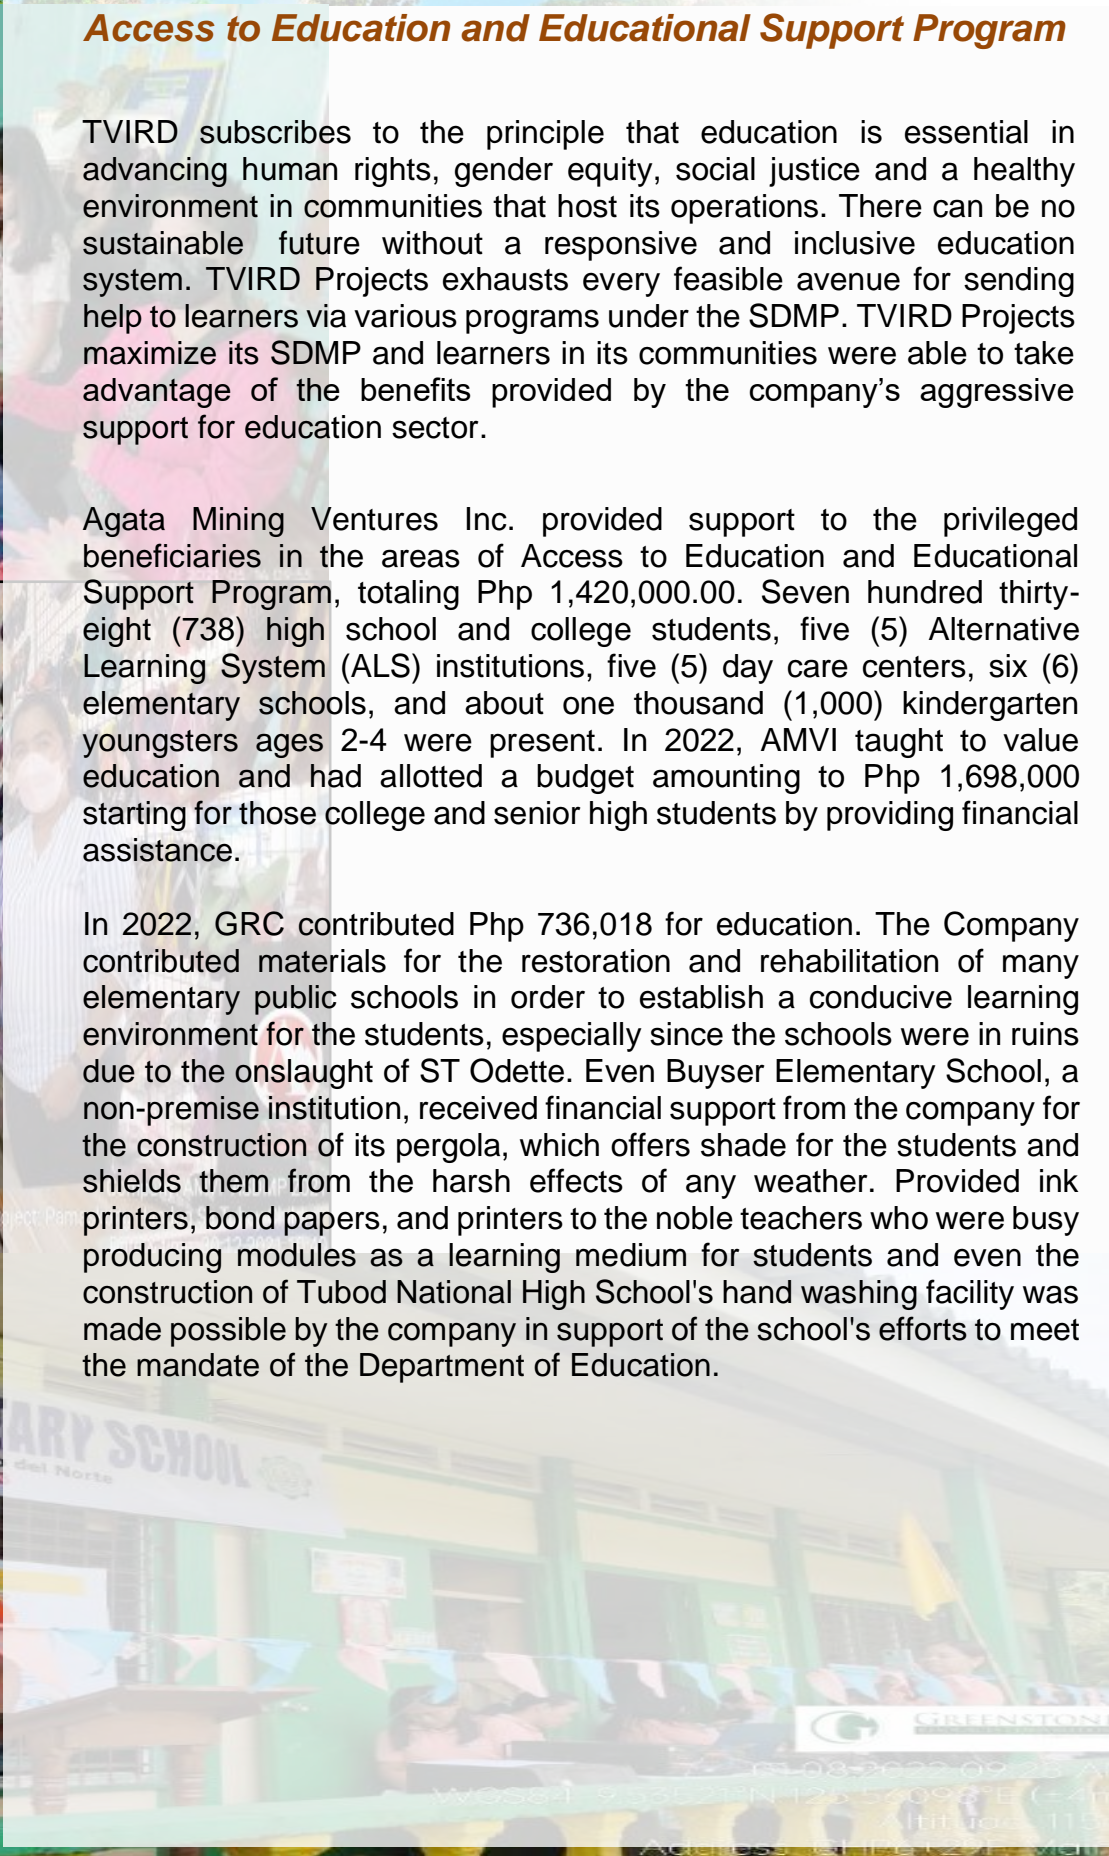 Access to Education and Educational Support Program
TVIRD subscribes to the principle that education is essential in
advancing human rights, gender equity, social justice and a healthy
environment in communities that host its operations. There can be no
sustainable future without a responsive and inclusive education
system. TVIRD Projects exhausts every feasible avenue for sending
help to learners via various programs under the SDMP. TVIRD Projects
maximize its SDMP and learners in its communities were able to take
advantage of the benefits provided by the company’s aggressive
support for education sector.
Agata Mining Ventures Inc. provided support to the privileged
beneficiaries in the areas of Access to Education and Educational
Support Program, totaling Php 1,420,000.00. Seven hundred thirty-
eight (738) high school and college students, five (5) Alternative
Learning System (ALS) institutions, five (5) day care centers, six (6)
elementary schools, and about one thousand (1,000) kindergarten
youngsters ages 2-4 were present. In 2022, AMVI taught to value
education and had allotted a budget amounting to Php 1,698,000
starting for those college and senior high students by providing financial
assistance.
In 2022, GRC contributed Php 736,018 for education. The Company
contributed materials for the restoration and rehabilitation of many
elementary public schools in order to establish a conducive learning
environment for the students, especially since the schools were in ruins
due to the onslaught of ST Odette. Even Buyser Elementary School, a
non-premise institution, received financial support from the company for
the construction of its pergola, which offers shade for the students and
shields them from the harsh effects of any weather. Provided ink
printers, bond papers, and printers to the noble teachers who were busy
producing modules as a learning medium for students and even the
construction of Tubod National High School's hand washing facility was
made possible by the company in support of the school's efforts to meet
the mandate of the Department of Education.
ARY SCHOOL
del Norte
GREENSTONE
08-2022 09:28
WGS84
Altitude
Address